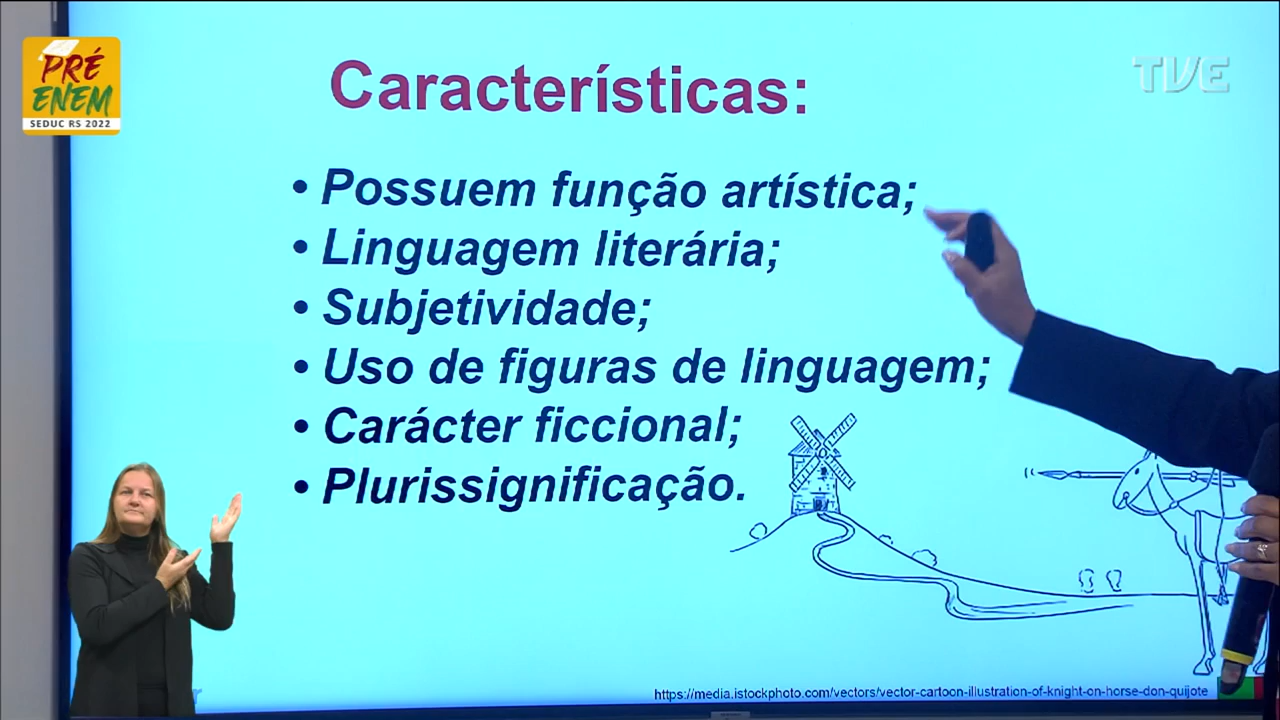 PRÉ
ENEM
SEDUC RS 2022
TVE
Características:
• Possuem função artística;
• Linguagem literária;
• Subjetividade;
• Uso de figuras de linguagem;
• Carácter ficcional;
• Plurissignificação.
https://media.istockphoto.com/vectors/vector-cartoon-illustration-of-knight-on-horse-don-quijote